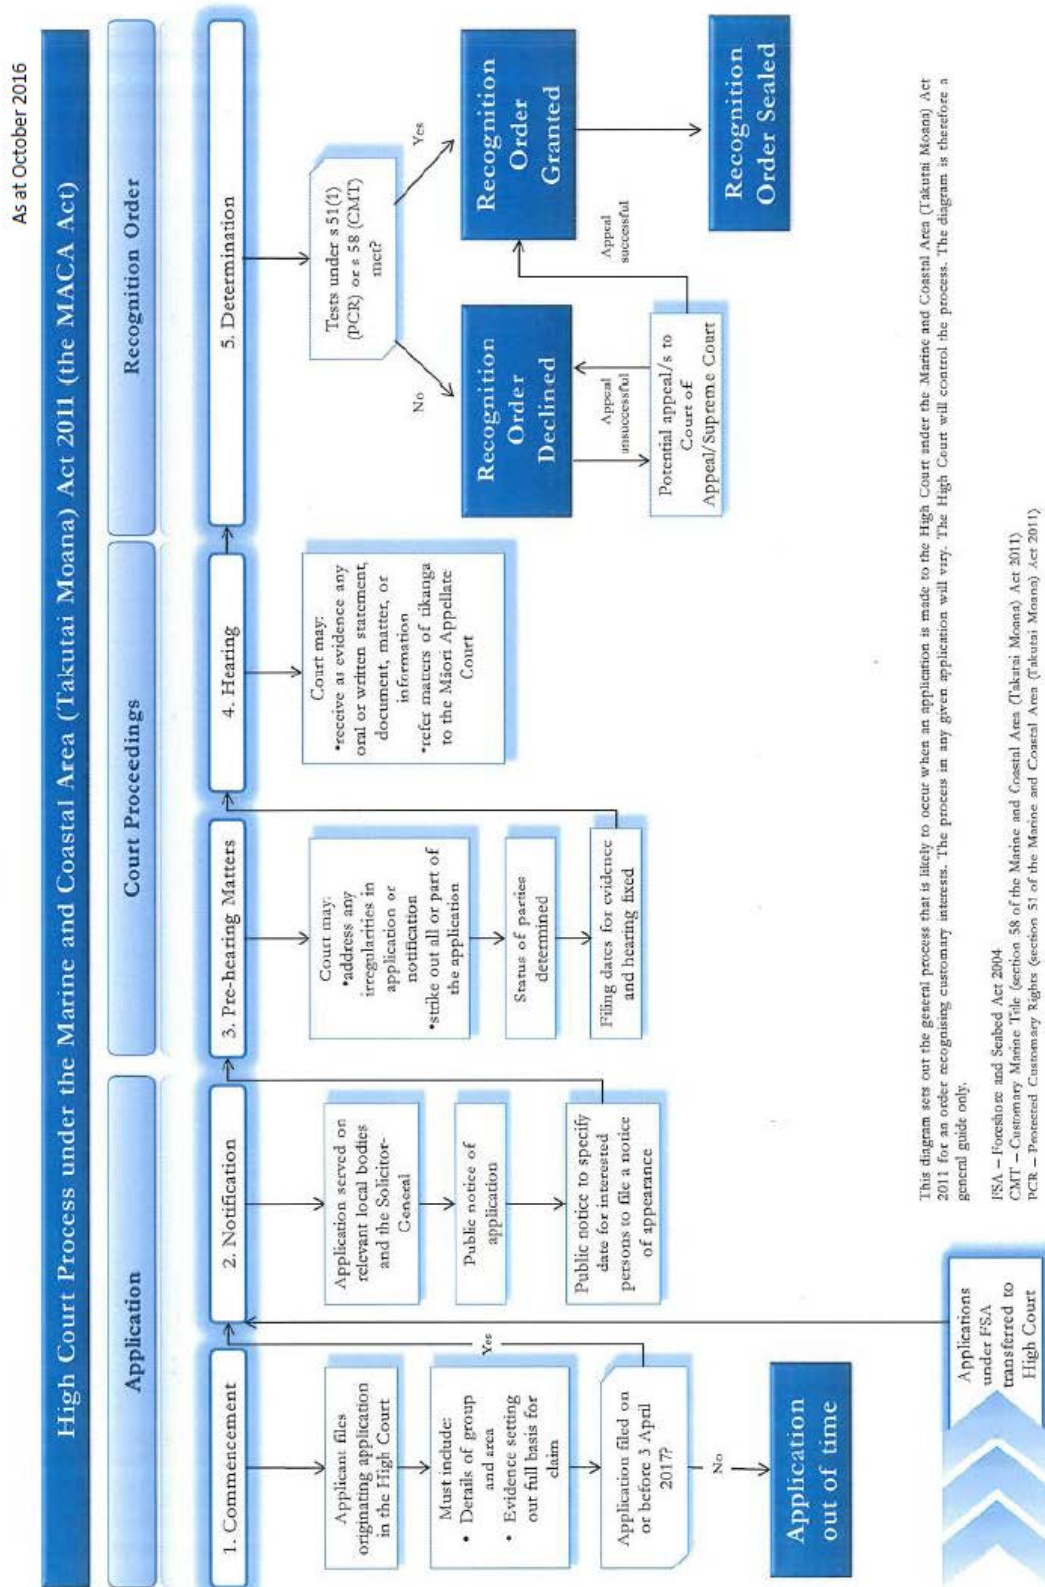 As at October 2016
High Court Process under the Marine and Coastal Area (Takutai Moana) Act 2011 (the MACA Act)
Application
Court Proceedings
Recognition Order
1. Commencement
Applicant files
originating application
in the High Court
Must include:
• Details of group
and area
• Evidence setting
out full basis for
claim
Application filed on
or before 3 April
2017?
Yes
No
Application
out of time
Applications
under FSA
transferred to
High Court
2. Notification
Application served on
relevant local bodies
and the Solicitor-
General
Public notice of
application
Public notice to specify
date for interested
persons to file a notice
of appearance
3. Pre-hearing Matters
Court may:
•address any
irregularities in
application or
notification
•strike out all or part of
the application
Status of parties
determined
Filing dates for evidence
and hearing fixed
4. Hearing
Court may:
•receive as evidence any
oral or written statement,
document, matter, or
information
•refer matters of tikanga
to the Māori Appellate
Court
5. Determination
Tests under s 51(1)
(PCR) or s 58 (CMT)
met?
No
Yes
Recognition
Order
Declined
Recognition
Order
Granted
Appeal
unsuccessful
Appeal
successful
Potential appeal/s to
Court of
Appeal/Supreme Court
Recognition
Order Sealed
This diagram sets out the general process that is likely to occur when an application is made to the High Court under the Marine and Coastal Area (Takutai Moana) Act
2011 for an order recognising customary interests. The process in any given application will vary. The High Court will control the process. The diagram is therefore a
general guide only.
FSA – Foreshore and Seabed Act 2004
CMT – Customary Marine Title (section 58 of the Marine and Coastal Area (Takutai Moana) Act 2011)
PCR – Protected Customary Rights (section 51 of the Marine and Coastal Area (Takutai Moana) Act 2011)